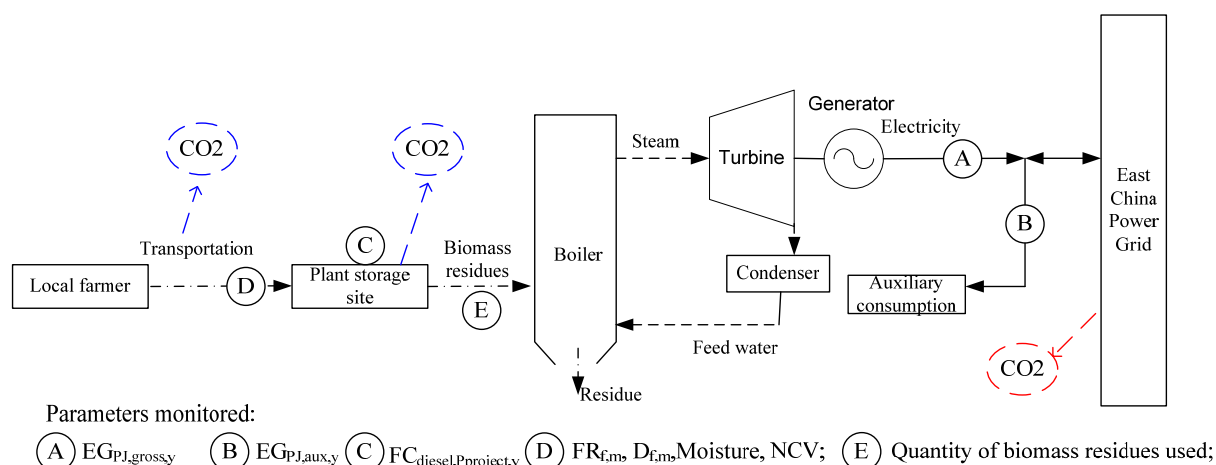 CO2
CO2
Transportation
Local farmer
D
C
Plant storage
site
Biomass
residues
E
Boiler
Residue
Steam
Turbine
Generator
Electricity
A
B
Condenser
Feed water
Auxiliary
consumption
CO2
East
China
Power
Grid
Parameters monitored:
A EGPJ,gross,y B EGPJ,aux,y C FCdiesel,Pproject,y D FRf,m, Df,m,Moisture, NCV; E Quantity of biomass residues used;